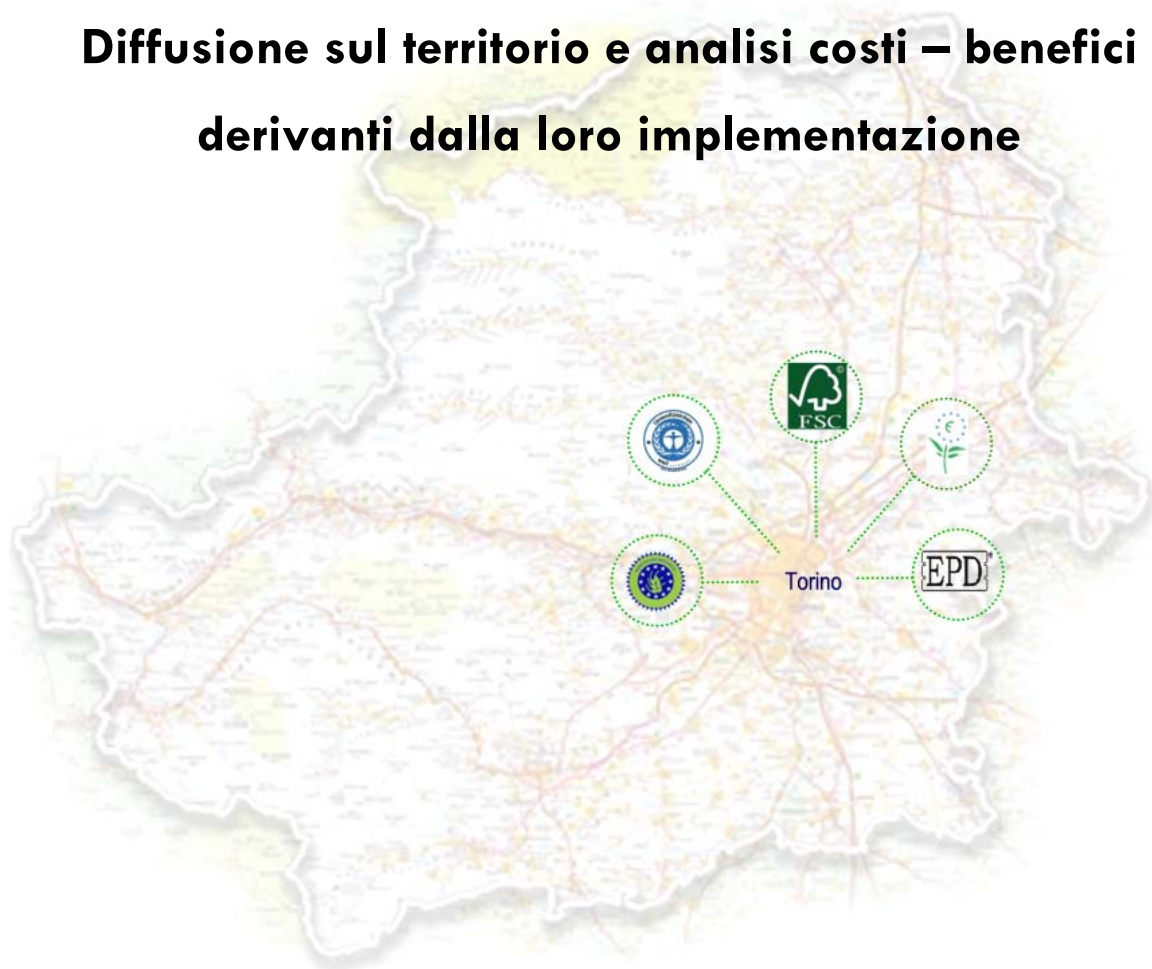 Diffusione sul territorio e analisi costi – benefici
derivanti dalla loro implementazione
FSC
EPD
Torino